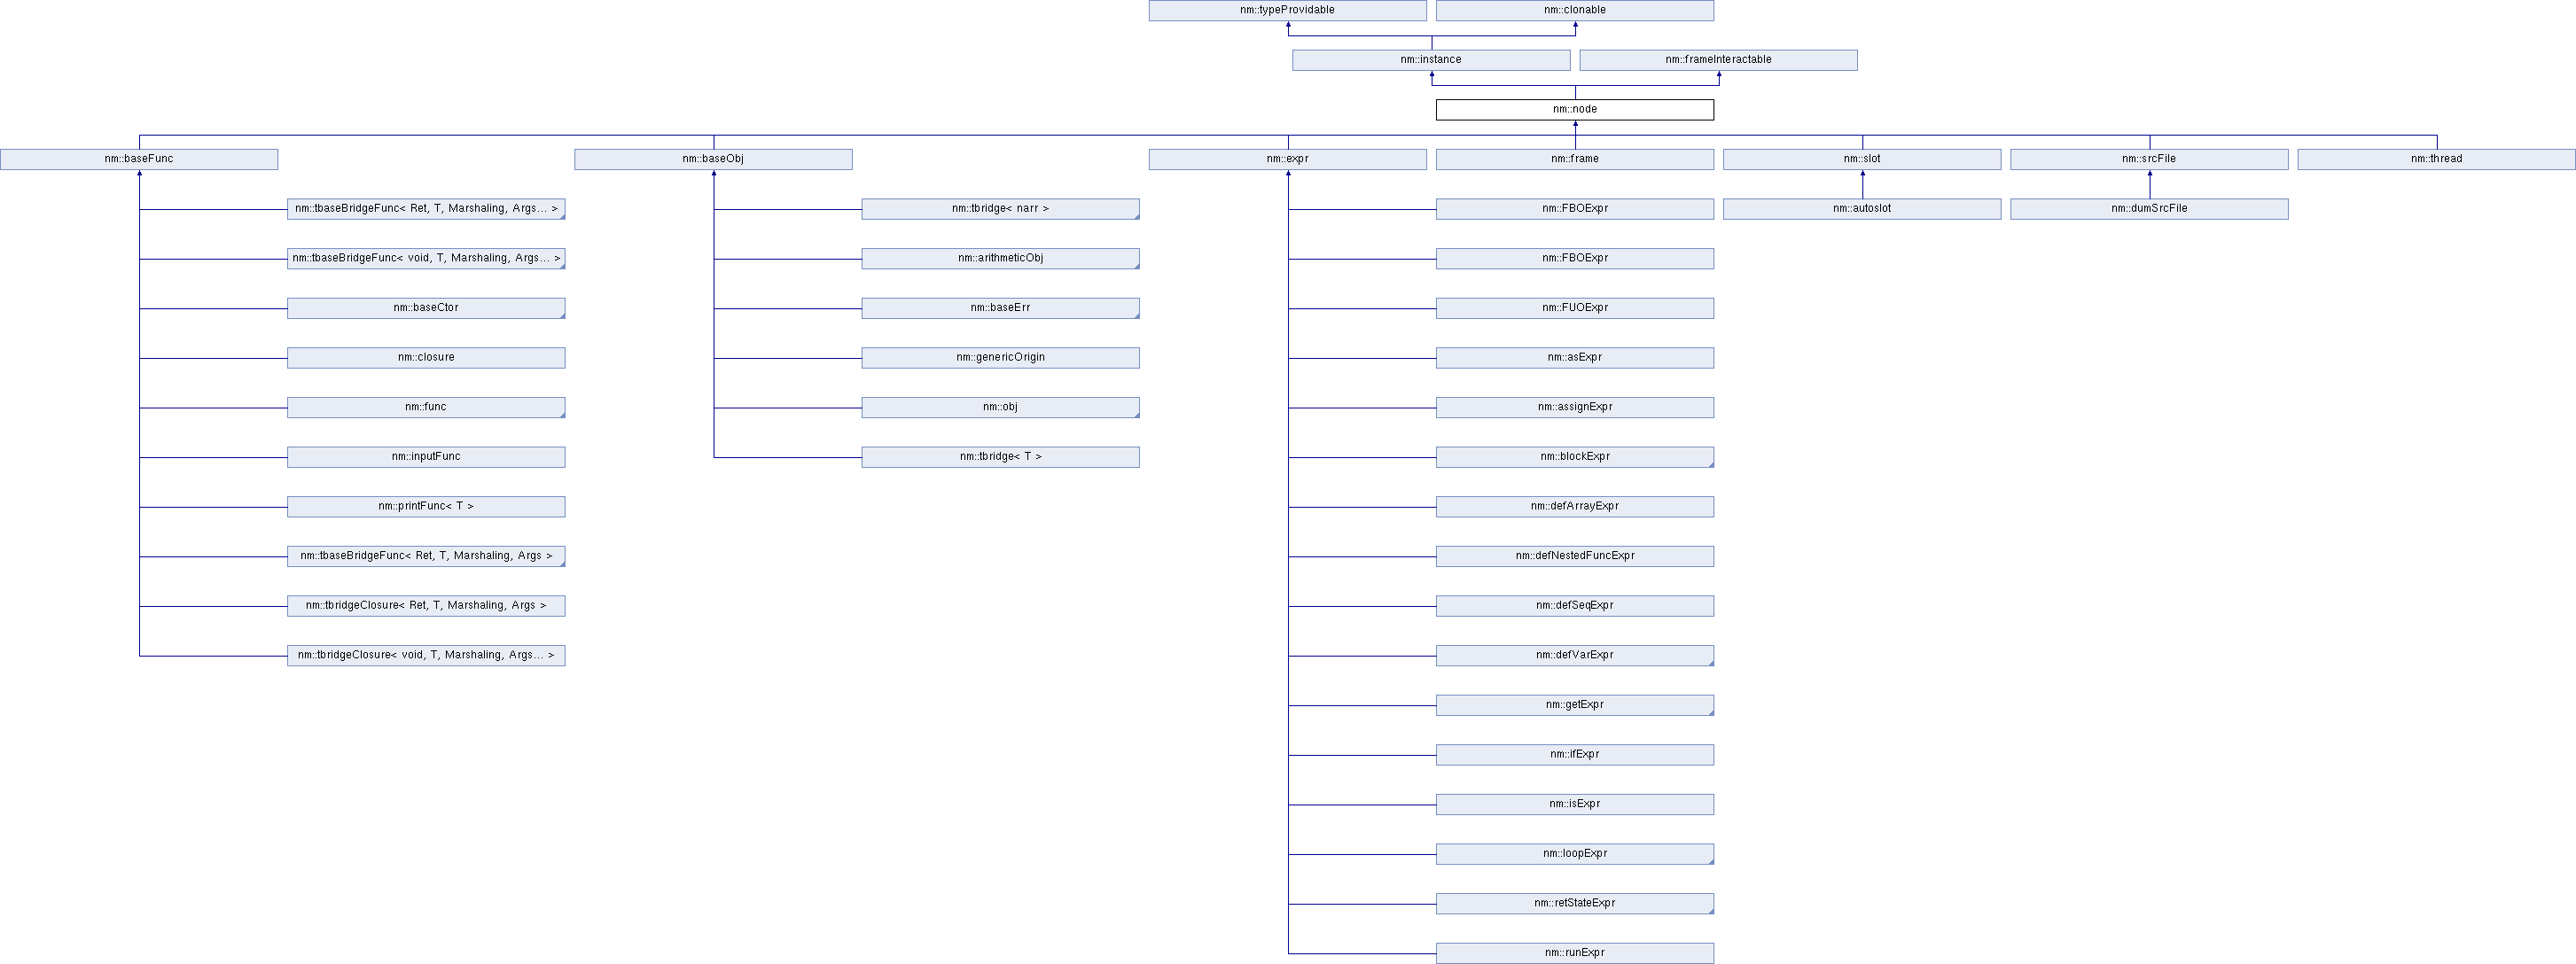 nm::typeProvidable
nm::clonable
nm::instance
nm::frameInteractable
nm::node
nm::baseFunc
nm::baseObj
nm::expr
nm::frame
nm::slot
nm::srcFile
nm::thread
nm::tbaseBridgeFunc< Ret, T, Marshaling, Args... >
nm::tbridge< narr >
nm::FBOExpr
nm::autoslot
nm::dumSrcFile
nm::tbaseBridgeFunc< void, T, Marshaling, Args... >
nm::arithmeticObj
nm::FBOExpr
nm::baseCtor
nm::baseErr
nm::FUOExpr
nm::closure
nm::genericOrigin
nm::asExpr
nm::func
nm::obj
nm::assignExpr
nm::inputFunc
nm::tbridge< T >
nm::blockExpr
nm::printFunc< T >
nm::defArrayExpr
nm::tbaseBridgeFunc< Ret, T, Marshaling, Args >
nm::defNestedFuncExpr
nm::tbridgeClosure< Ret, T, Marshaling, Args >
nm::defSeqExpr
nm::tbridgeClosure< void, T, Marshaling, Args... >
nm::defVarExpr
nm::getExpr
nm::ifExpr
nm::isExpr
nm::loopExpr
nm::retStateExpr
nm::runExpr